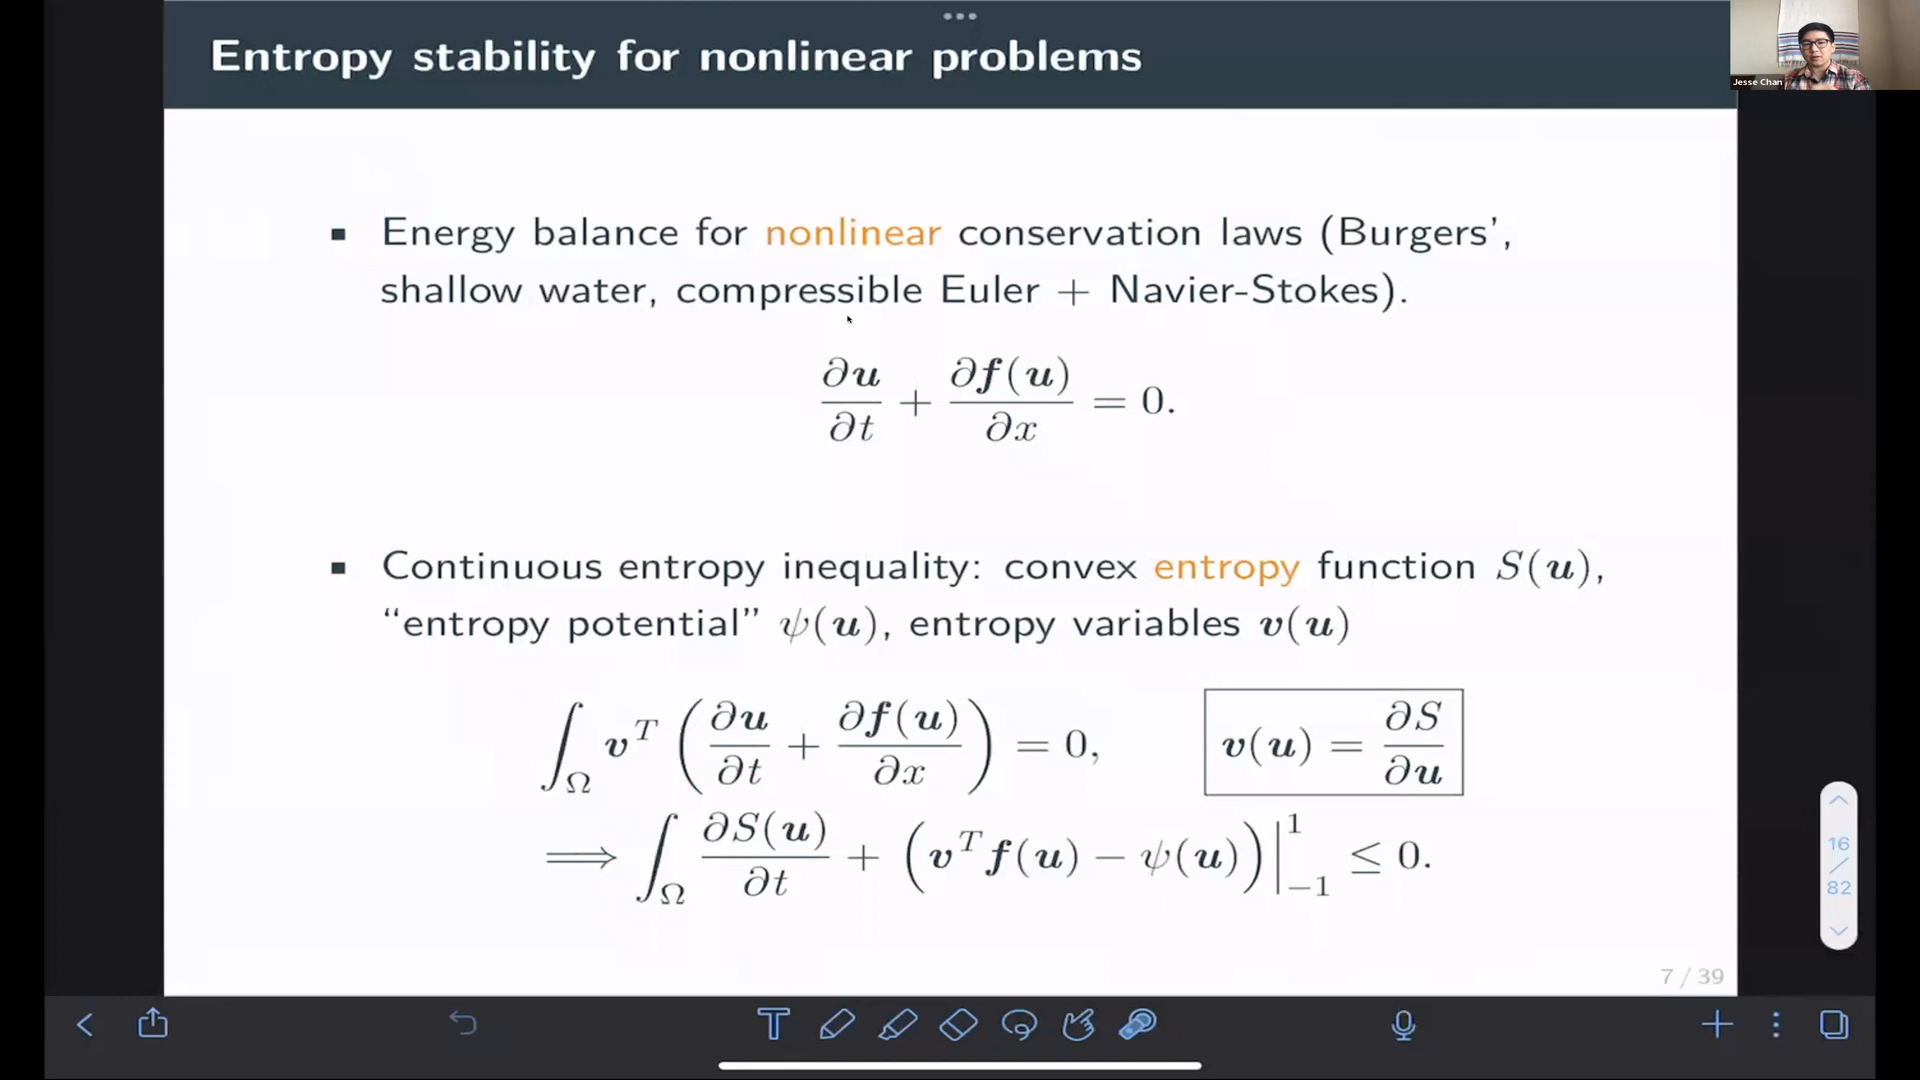 Entropy stability for nonlinear problems
Jesse Chan
▪ Energy balance for nonlinear conservation laws (Burgers’,
shallow water, compressible Euler + Navier-Stokes).
∂u/∂t + ∂f(u)/∂x = 0.
▪ Continuous entropy inequality: convex entropy function S(u),
“entropy potential” ψ(u), entropy variables v(u)
∫_Ω v^T (∂u/∂t + ∂f(u)/∂x) = 0, v(u) = ∂S/∂u
⟹ ∫_Ω ∂S(u)/∂t + (v^T f(u) − ψ(u))|_{−1}^{1} ≤ 0.
16
/
82
7 / 39
T